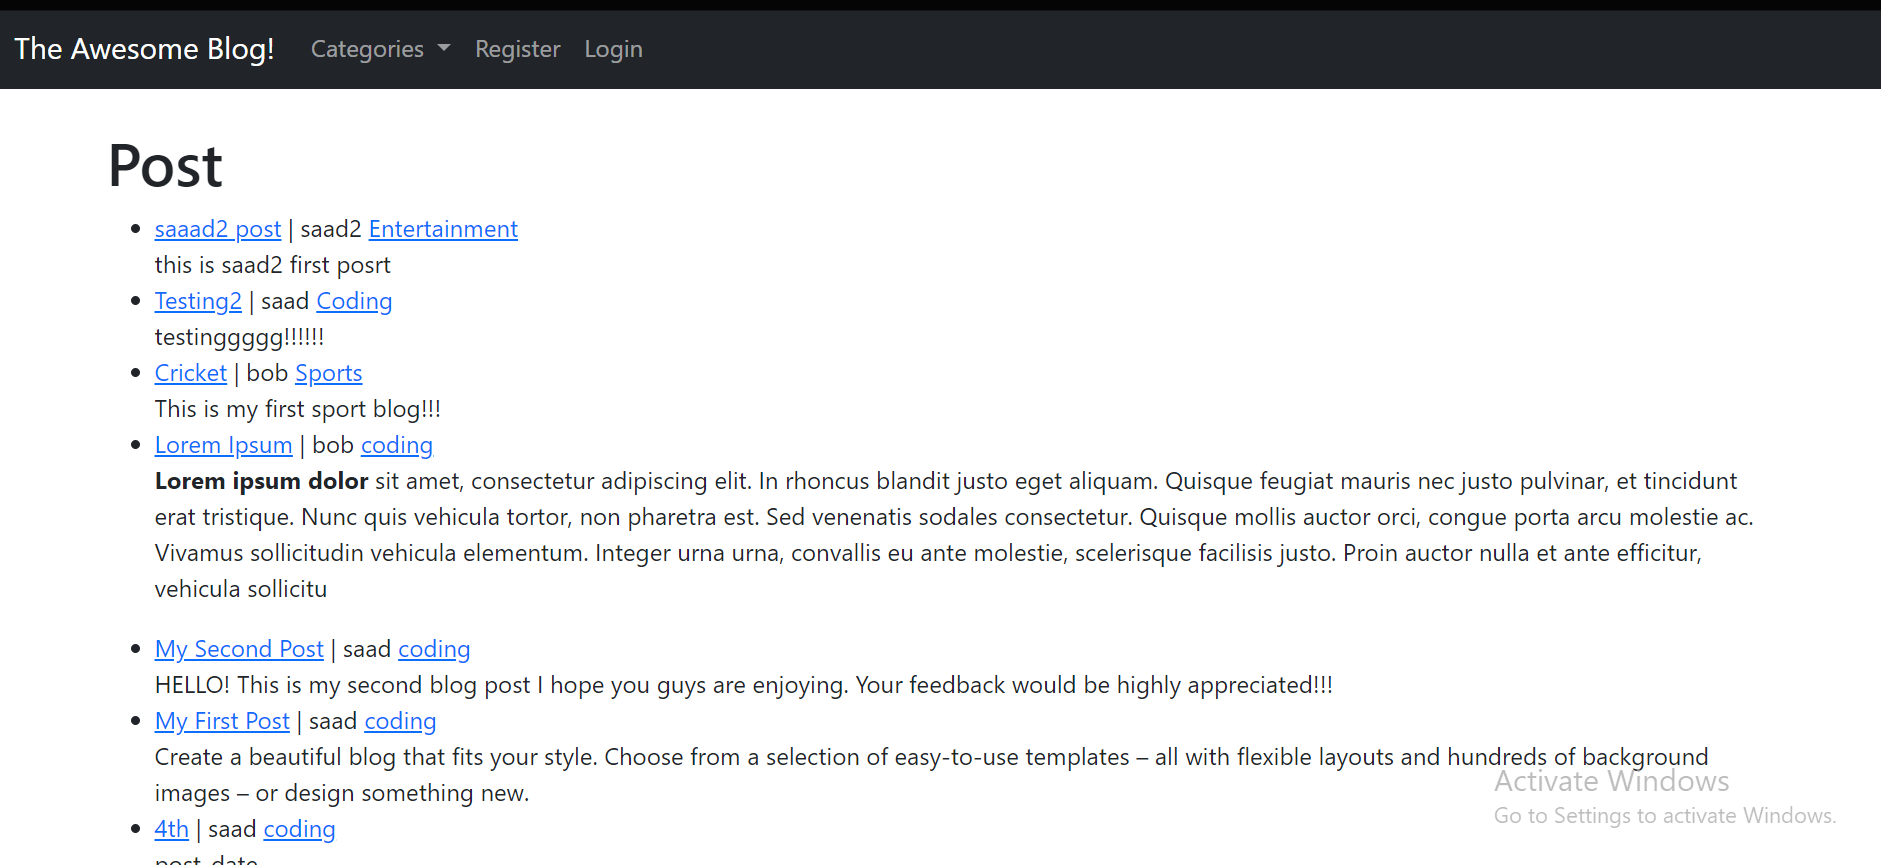 The Awesome Blog! Categories Register Login
Post
saaad2 post | saad2 Entertainment
this is saad2 first posrt
Testing2 | saad Coding
testinggggg!!!!!!
Cricket | bob Sports
This is my first sport blog!!!
Lorem Ipsum | bob coding
Lorem ipsum dolor sit amet, consectetur adipiscing elit. In rhoncus blandit justo eget aliquam. Quisque feugiat mauris nec justo pulvinar, et tincidunt
erat tristique. Nunc quis vehicula tortor, non pharetra est. Sed venenatis sodales consectetur. Quisque mollis auctor orci, congue porta arcu molestie ac.
Vivamus sollicitudin vehicula elementum. Integer urna urna, convallis eu ante molestie, scelerisque facilisis justo. Proin auctor nulla et ante efficitur,
vehicula sollicitu
My Second Post | saad coding
HELLO! This is my second blog post I hope you guys are enjoying. Your feedback would be highly appreciated!!!
My First Post | saad coding
Create a beautiful blog that fits your style. Choose from a selection of easy-to-use templates – all with flexible layouts and hundreds of background
images – or design something new.
Activate Windows
Go to Settings to activate Windows.
4th | saad coding
post_date